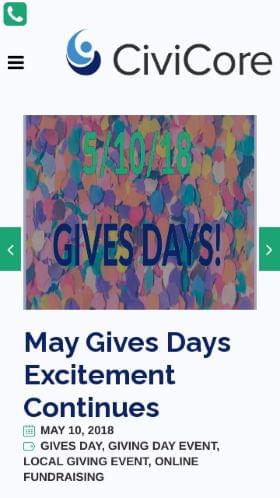 CiviCore
5/10/18
GIVES DAYS!
May Gives Days
Excitement
Continues
MAY 10, 2018
GIVES DAY, GIVING DAY EVENT,
LOCAL GIVING EVENT, ONLINE
FUNDRAISING